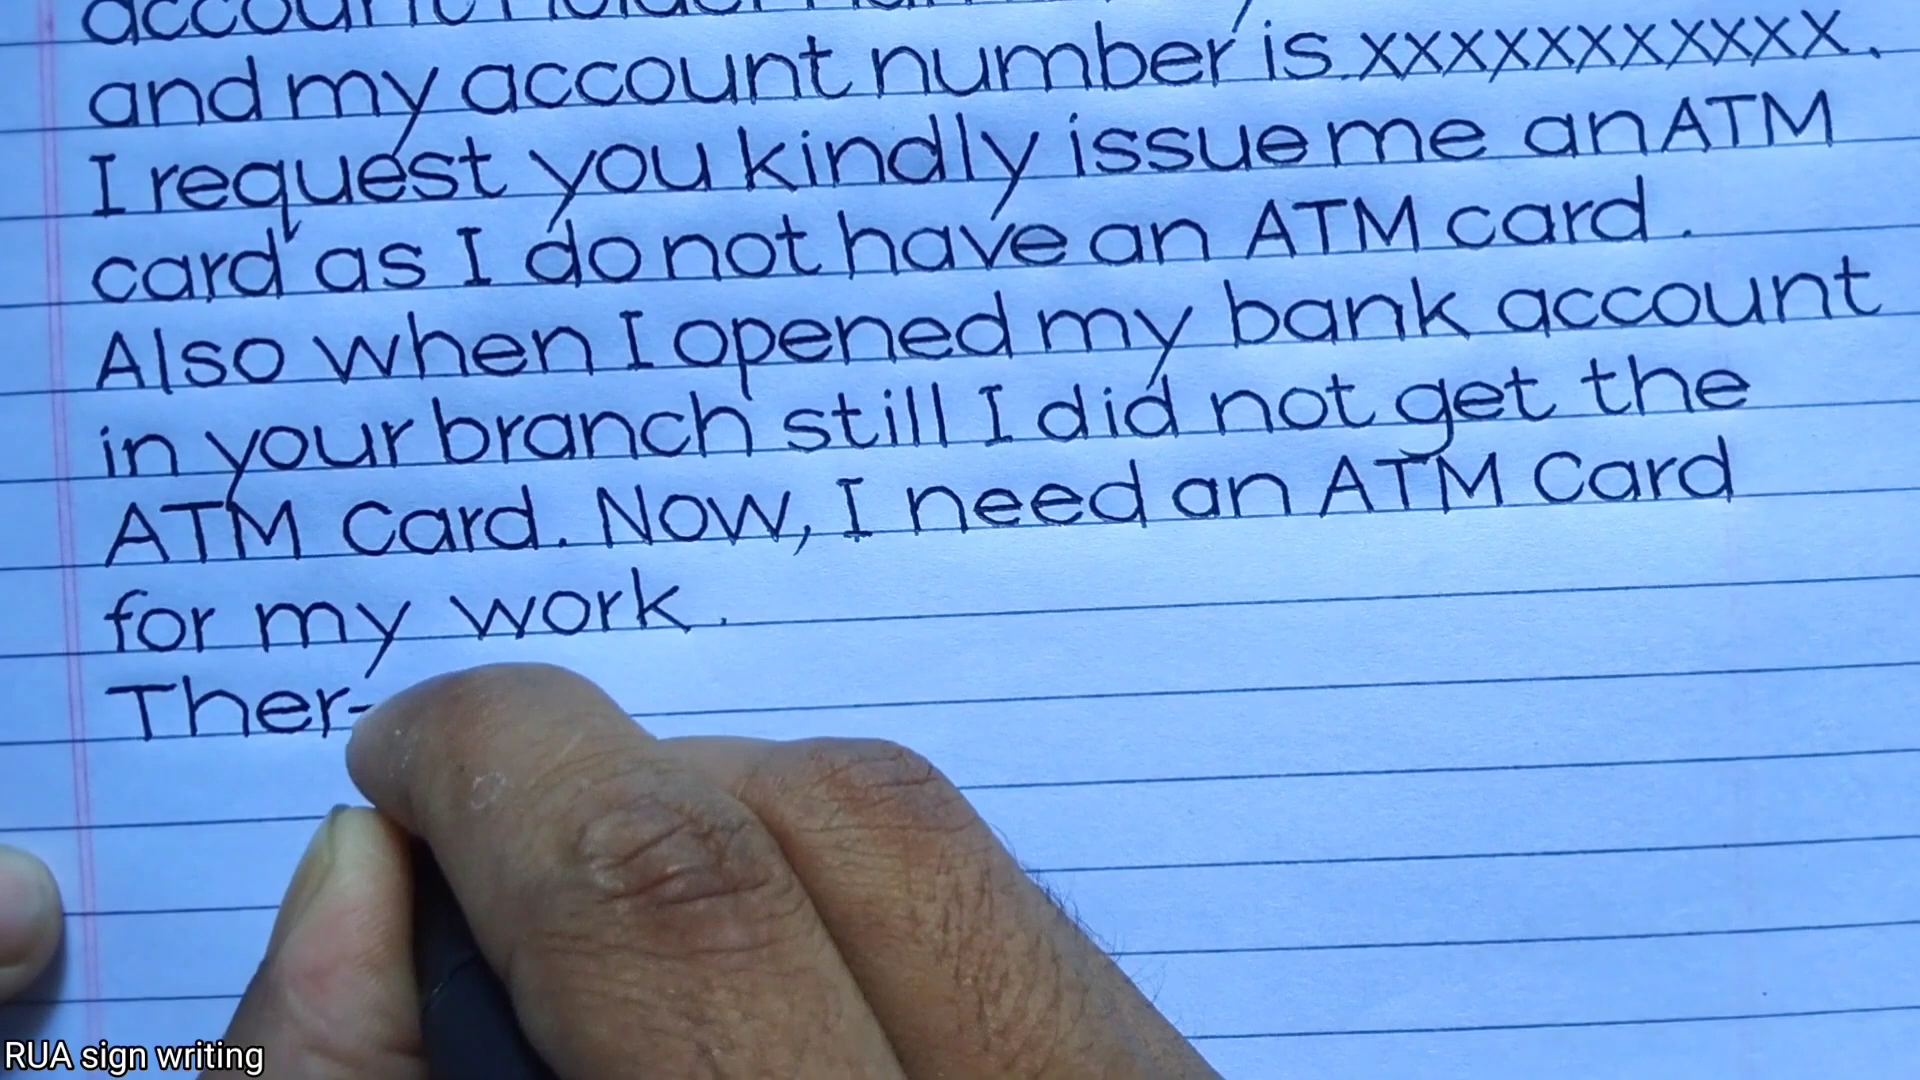 account
and my account number is xxxxxxxxxxx.
I request you kindly issue me an ATM
card as I do not have an ATM card.
Also when I opened my bank account
in your branch still I did not get the
ATM Card. Now, I need an ATM Card
for my work.
Ther
RUA sign writing